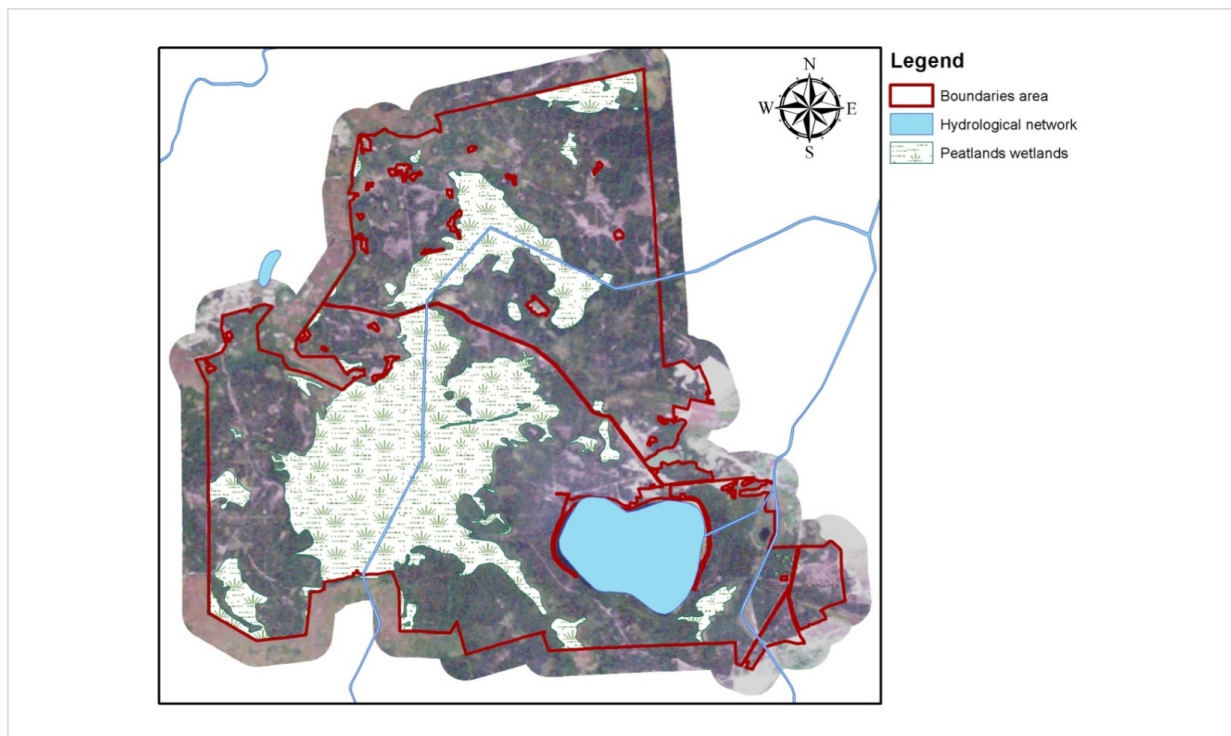 Legend
N
W E
S
Boundaries area
Hydrological network
Peatlands wetlands